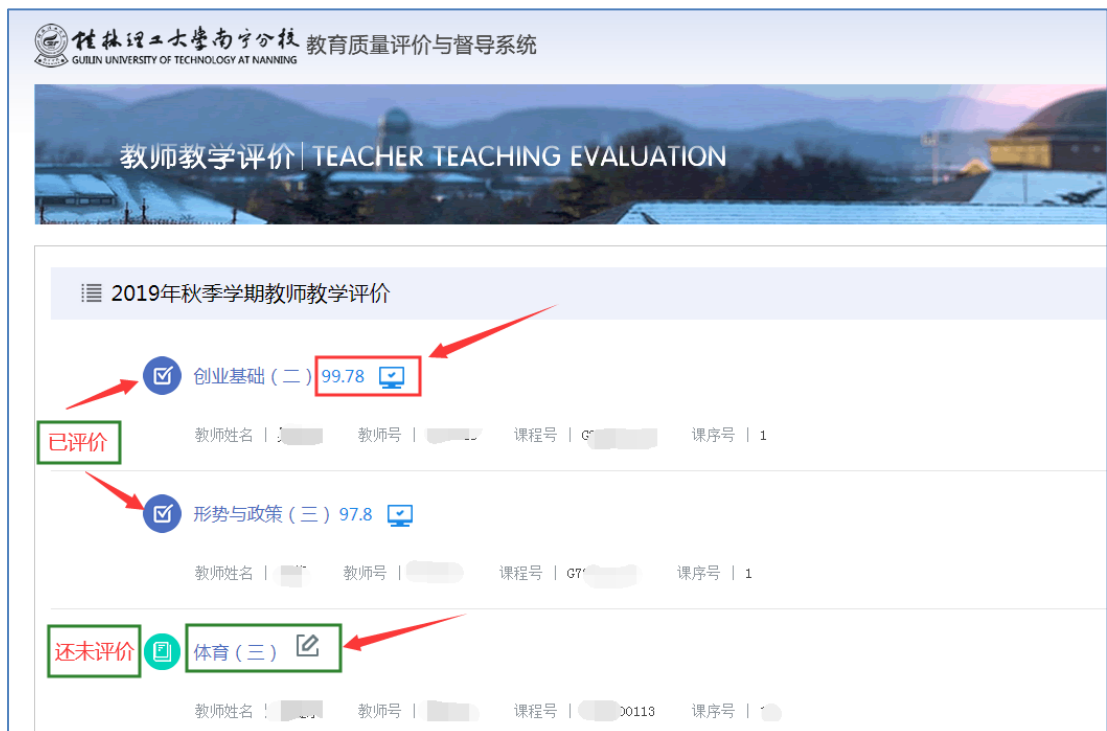 桂林理工大学南宁分校 教育质量评价与督导系统
GUILIN UNIVERSITY OF TECHNOLOGY AT NANNING
教师教学评价 | TEACHER TEACHING EVALUATION
2019年秋季学期教师教学评价
创业基础（二）99.78
教师姓名 | 教师号 | 课程号 | 课序号 | 1
已评价
形势与政策（三）97.8
教师姓名 | 教师号 | 课程号 | G7 课序号 | 1
还未评价 体育（三）
教师姓名 教师号 | 课程号 | 00113 课序号 |